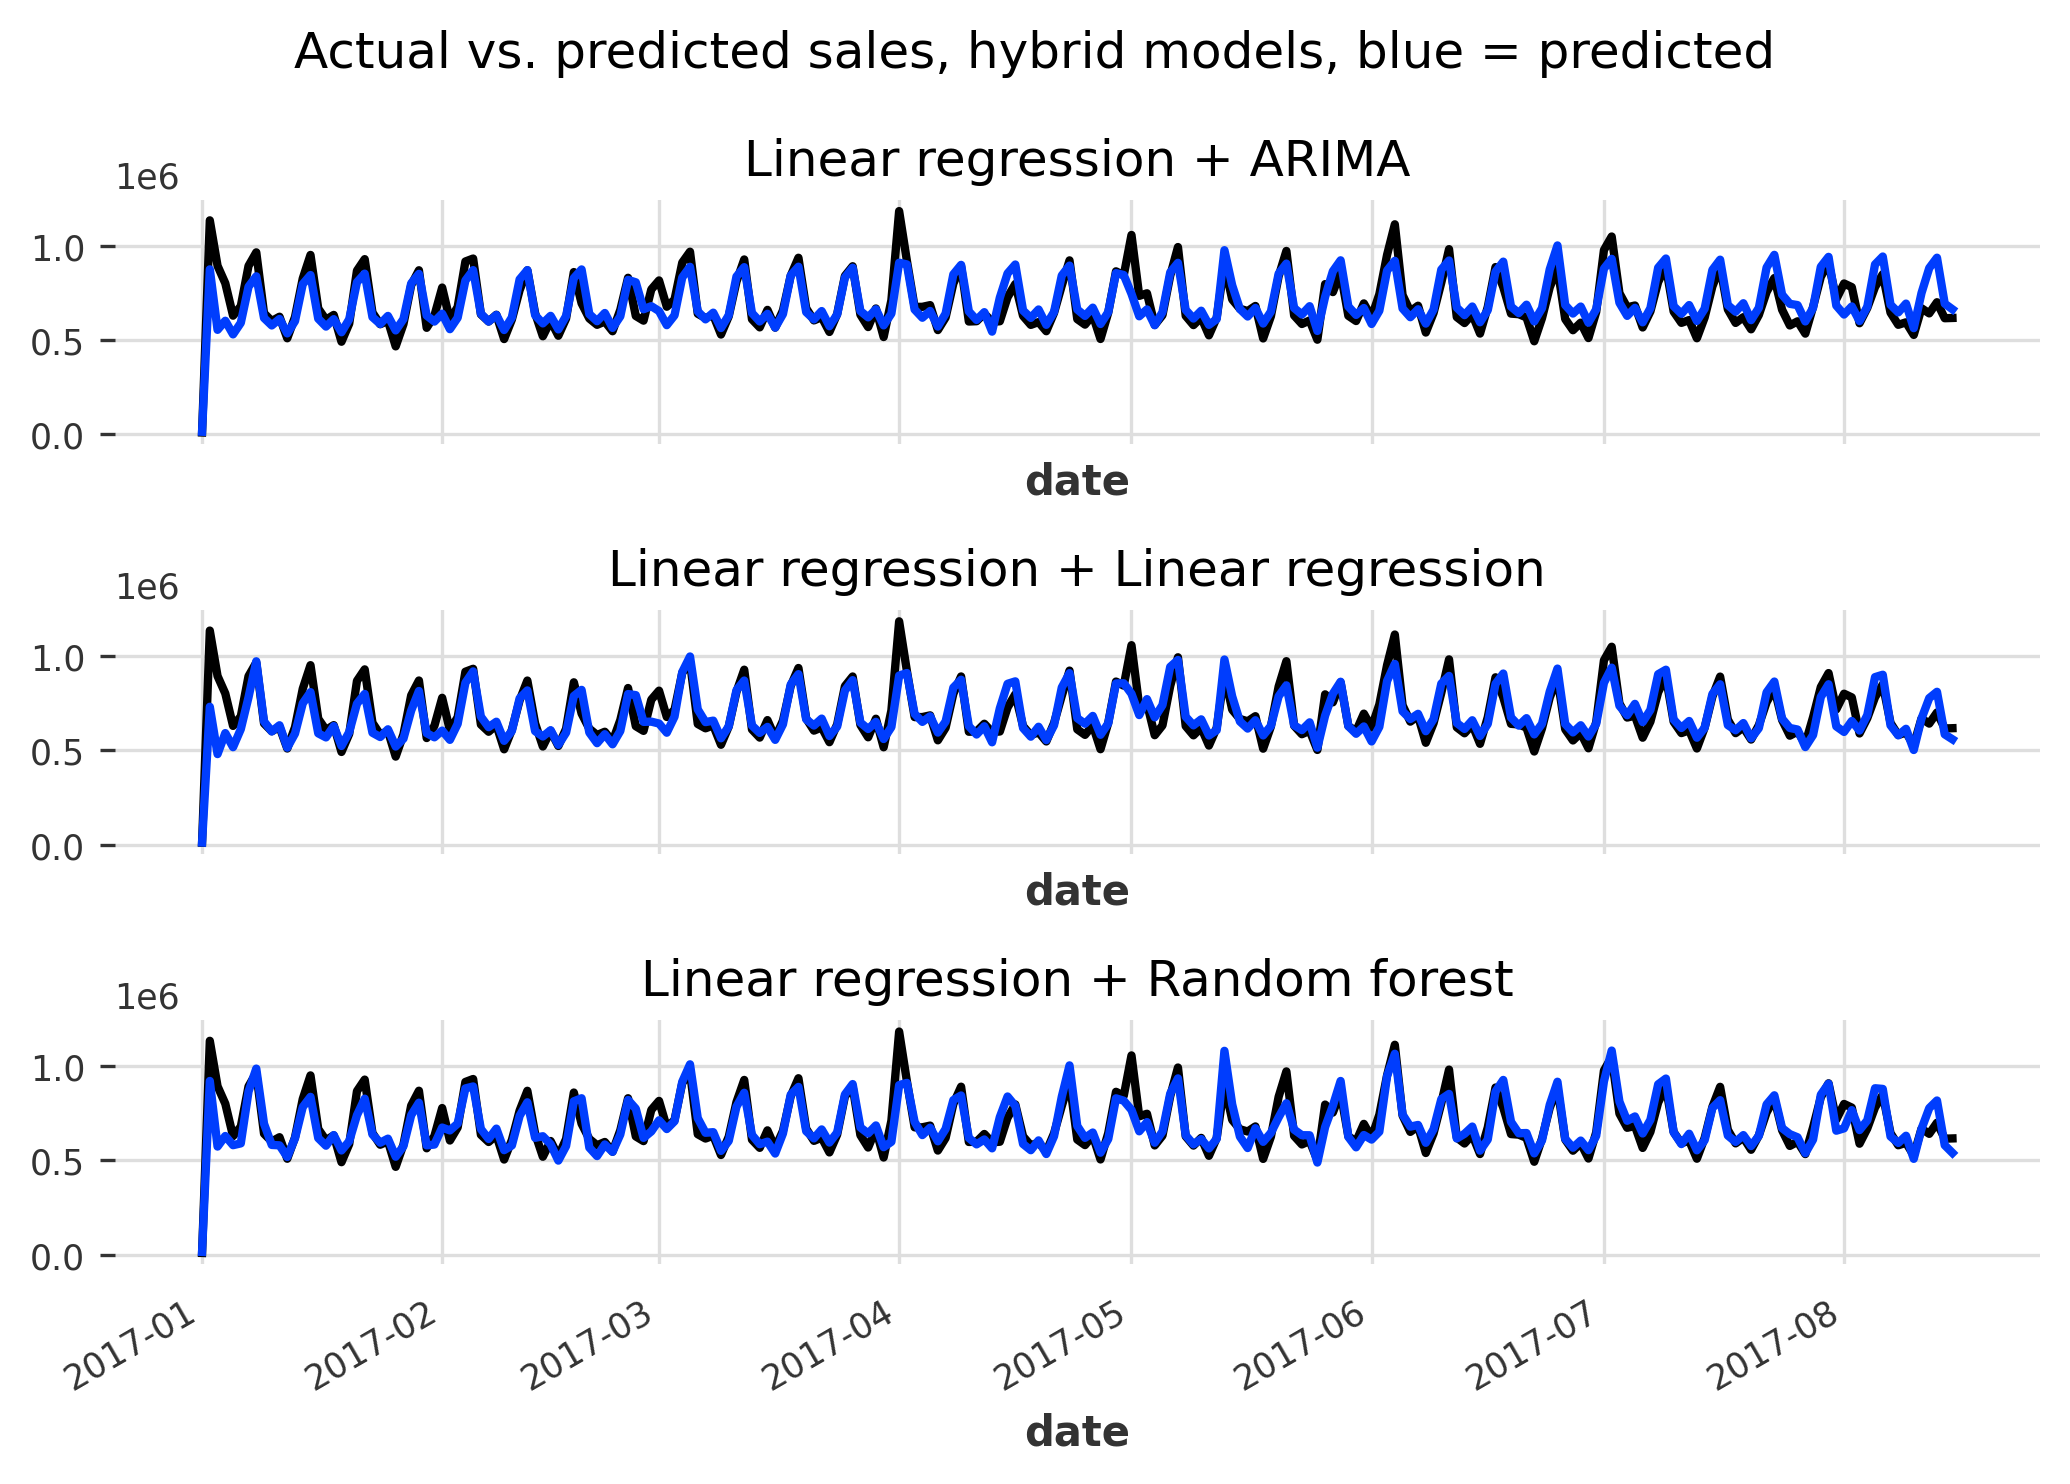 Actual vs. predicted sales, hybrid models, blue = predicted
Linear regression + ARIMA
1e6
1.0
0.5
0.0
date
Linear regression + Linear regression
1e6
1.0
0.5
0.0
date
Linear regression + Random forest
1e6
1.0
0.5
0.0
2017-01 2017-02 2017-03 2017-04 2017-05 2017-06 2017-07 2017-08
date